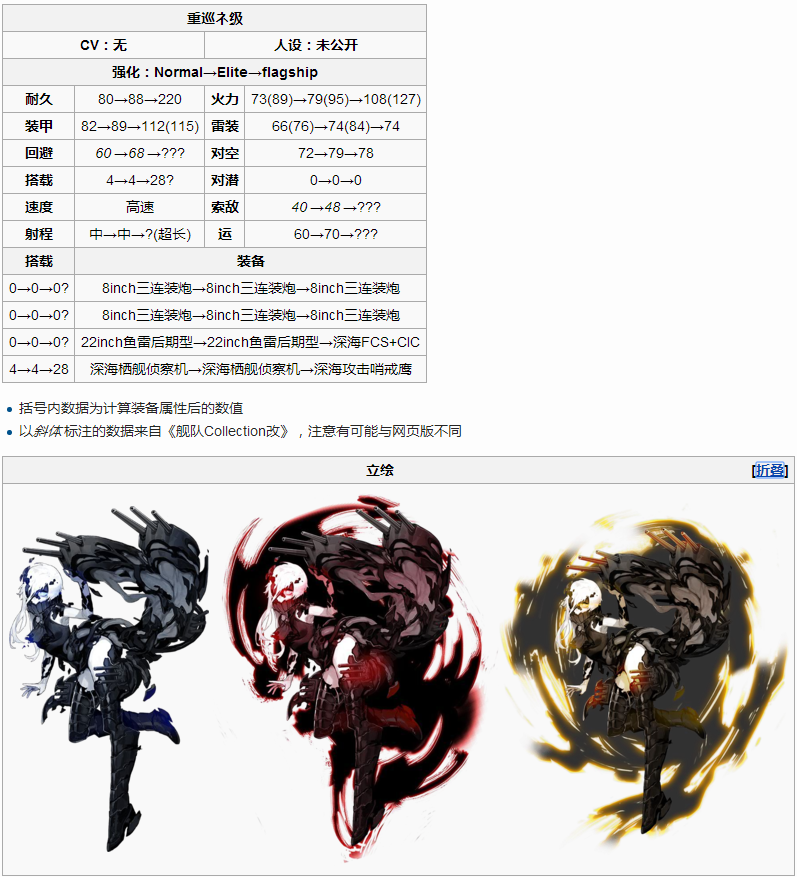 重巡ネ级
CV：无 人设：未公开
强化：Normal→Elite→flagship
耐久 80→88→220 火力 73(89)→79(95)→108(127)
装甲 82→89→112(115) 雷装 66(76)→74(84)→74
回避 60→68→??? 对空 72→79→78
搭载 4→4→28? 对潜 0→0→0
速度 高速 索敌 40→48→???
射程 中→中→?(超长) 运 60→70→???
搭载 装备
0→0→0? 8inch三连装炮→8inch三连装炮→8inch三连装炮
0→0→0? 8inch三连装炮→8inch三连装炮→8inch三连装炮
0→0→0? 22inch鱼雷后期型→22inch鱼雷后期型→深海FCS+CIC
4→4→28 深海栖舰侦察机→深海栖舰侦察机→深海攻击哨戒鹰
括号内数据为计算装备属性后的数值
以斜体标注的数据来自《舰队Collection改》，注意有可能与网页版不同
立绘 [折叠]